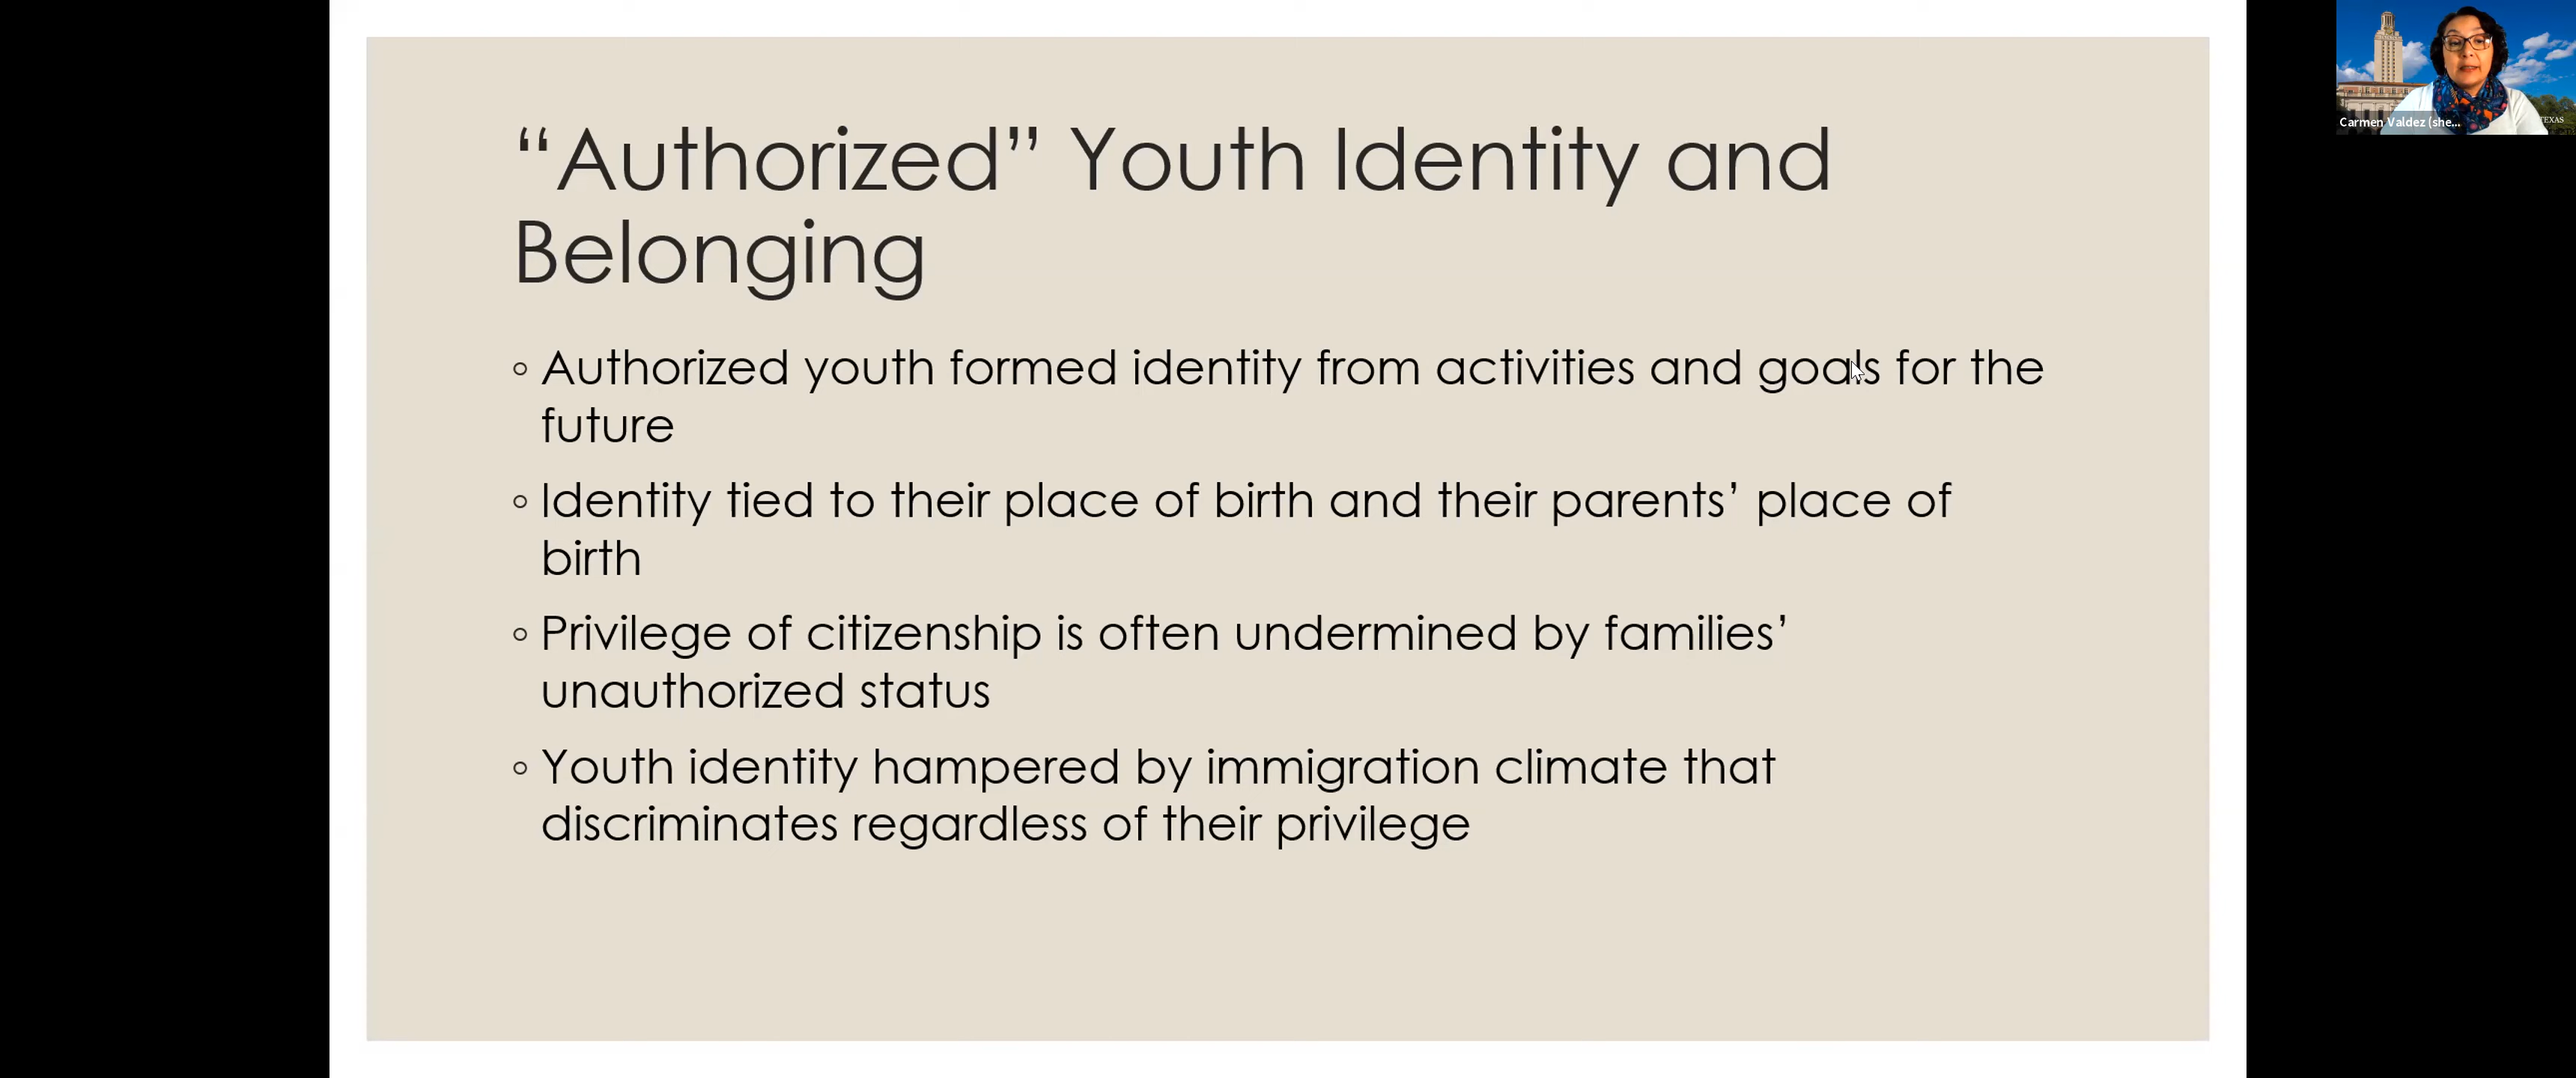 “Authorized” Youth Identity and
Belonging
◦ Authorized youth formed identity from activities and goals for the
future
◦ Identity tied to their place of birth and their parents’ place of
birth
◦ Privilege of citizenship is often undermined by families’
unauthorized status
◦ Youth identity hampered by immigration climate that
discriminates regardless of their privilege
Carmen Valdez (she...
TEXAS